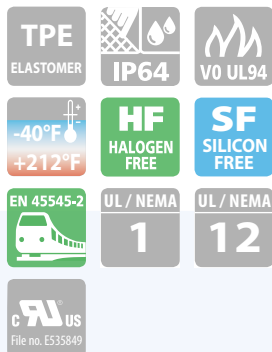 TPE
ELASTOMER
IP64
V0 UL94
-40°F
+212°F
HF
HALOGEN
FREE
SF
SILICON
FREE
EN 45545-2
UL / NEMA
1
UL / NEMA
12
c RU® US
File no. E535849